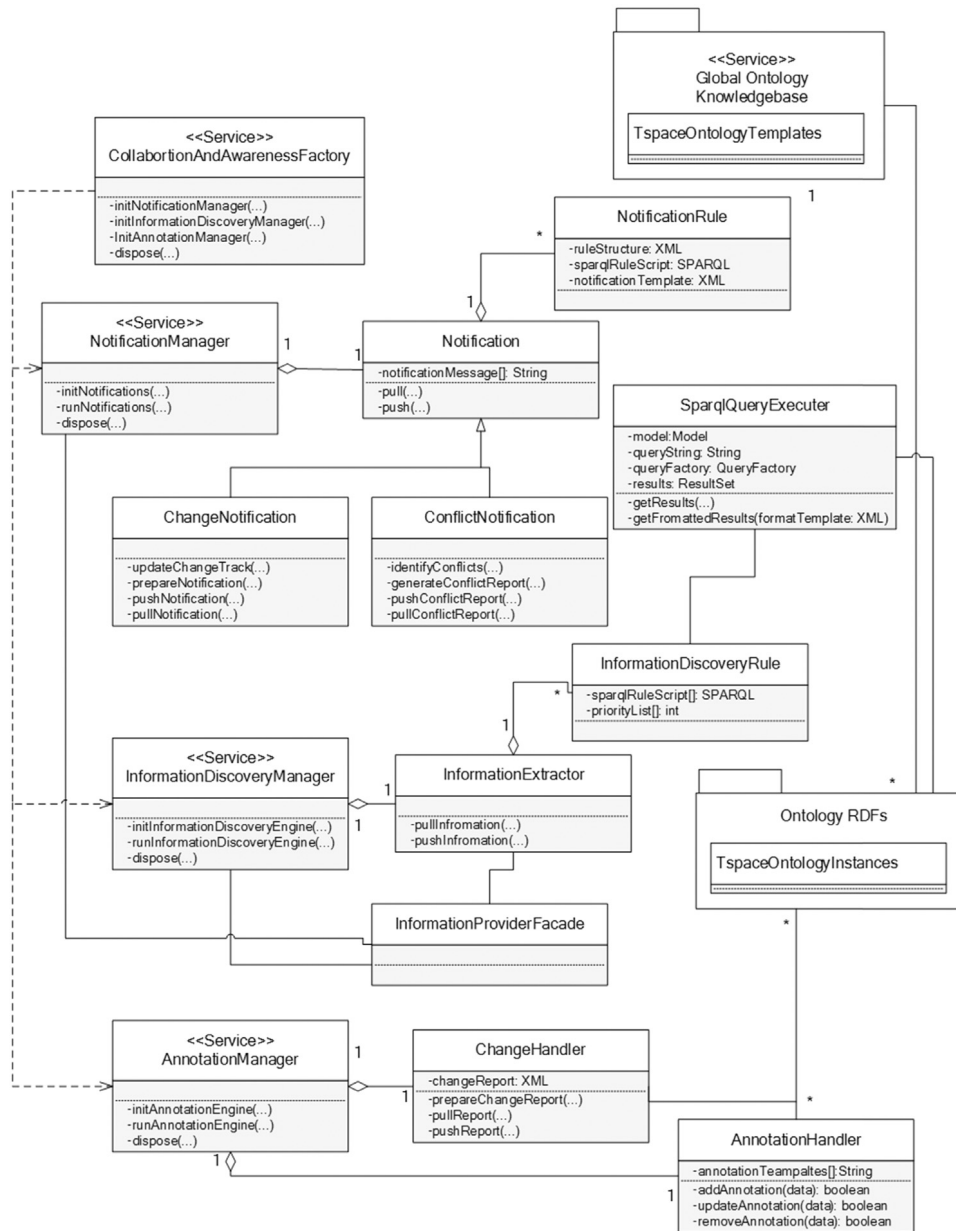 <<Service>>
Global Ontology
Knowledgebase
TspaceOntologyTemplates
1
*
<<Service>>
CollabortionAndAwarenessFactory
-initNotificationManager(...)
-initInformationDiscoveryManager(...)
-InitAnnotationManager(...)
-dispose(...)
NotificationRule
-ruleStructure: XML
-sparqlRuleScript: SPARQL
-notificationTemplate: XML
*
1
<<Service>>
NotificationManager
-initNotifications(...)
-runNotifications(...)
-dispose(...)
1
1
Notification
-notificationMessage[]: String
-pull(...)
-push(...)
SparqlQueryExecuter
-model:Model
-queryString: String
-queryFactory: QueryFactory
-results: ResultSet
-getResults(...)
-getFromattedResults(formatTemplate: XML)
ChangeNotification
-updateChangeTrack(...)
-prepareNotification(...)
-pushNotification(...)
-pullNotification(...)
ConflictNotification
-identifyConflicts(...)
-generateConflictReport(...)
-pushConflictReport(...)
-pullConflictReport(...)
InformationDiscoveryRule
-sparqlRuleScript[]: SPARQL
-priorityList[]: int
*
1
<<Service>>
InformationDiscoveryManager
-initInformationDiscoveryEngine(...)
-runInformationDiscoveryEngine(...)
-dispose(...)
1
1
InformationExtractor
-pullInfromation(...)
-pushInfromation(...)
Ontology RDFs
TspaceOntologyInstances
*
InformationProviderFacade
<<Service>>
AnnotationManager
-initAnnotationEngine(...)
-runAnnotationEngine(...)
-dispose(...)
1
1
ChangeHandler
-changeReport: XML
-prepareChangeReport(...)
-pullReport(...)
-pushReport(...)
*
AnnotationHandler
-annotationTeampaltes[]:String
-addAnnotation(data): boolean
-updateAnnotation(data): boolean
-removeAnnotation(data): boolean
1
1